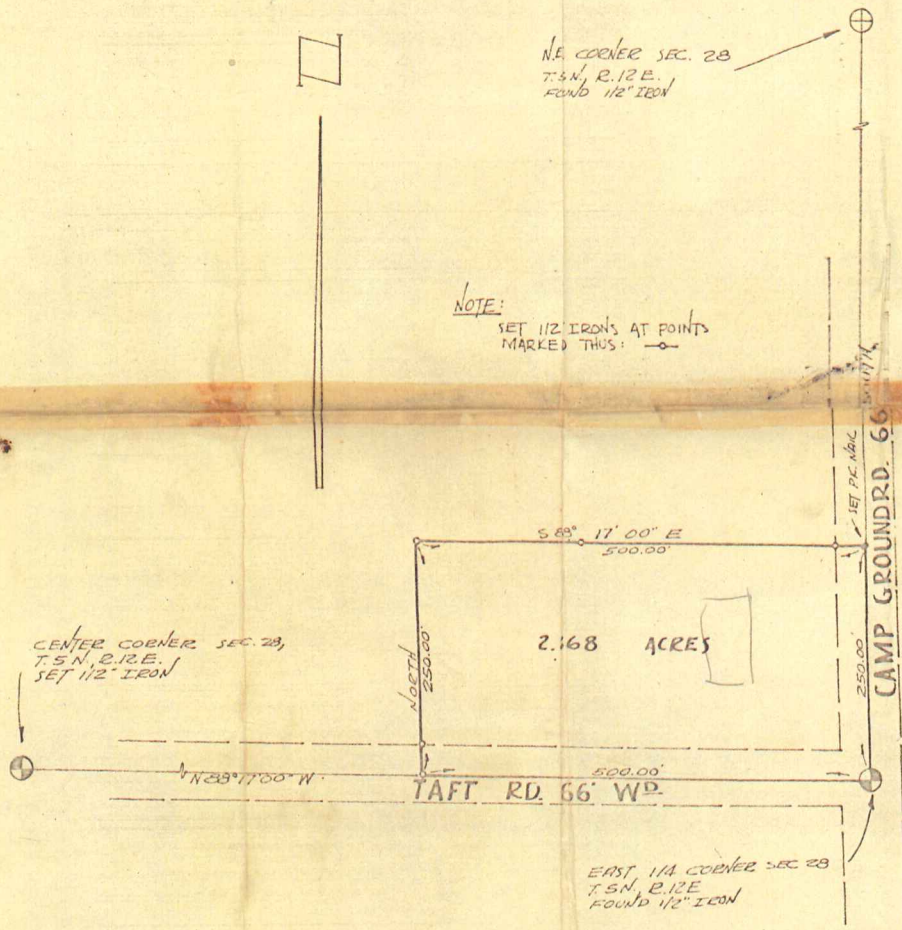 N
N.E. CORNER SEC. 28
T.5N, R.12E.
FOUND 1/2" IRON
NOTE:
SET 1/2" IRONS AT POINTS
MARKED THUS:
SOUTH
CAMP GROUND RD. 66'
SET P.K. NAIL
S 88° 17' 00" E
500.00'
2.868 ACRES
NORTH
250.00'
250.00'
CENTER CORNER SEC. 28,
T.5N., R.12E.
SET 1/2" IRON
N 88° 17' 00" W
500.00'
TAFT RD. 66' WD.
EAST 1/4 CORNER SEC 28
T.5N, R.12E
FOUND 1/2" IRON